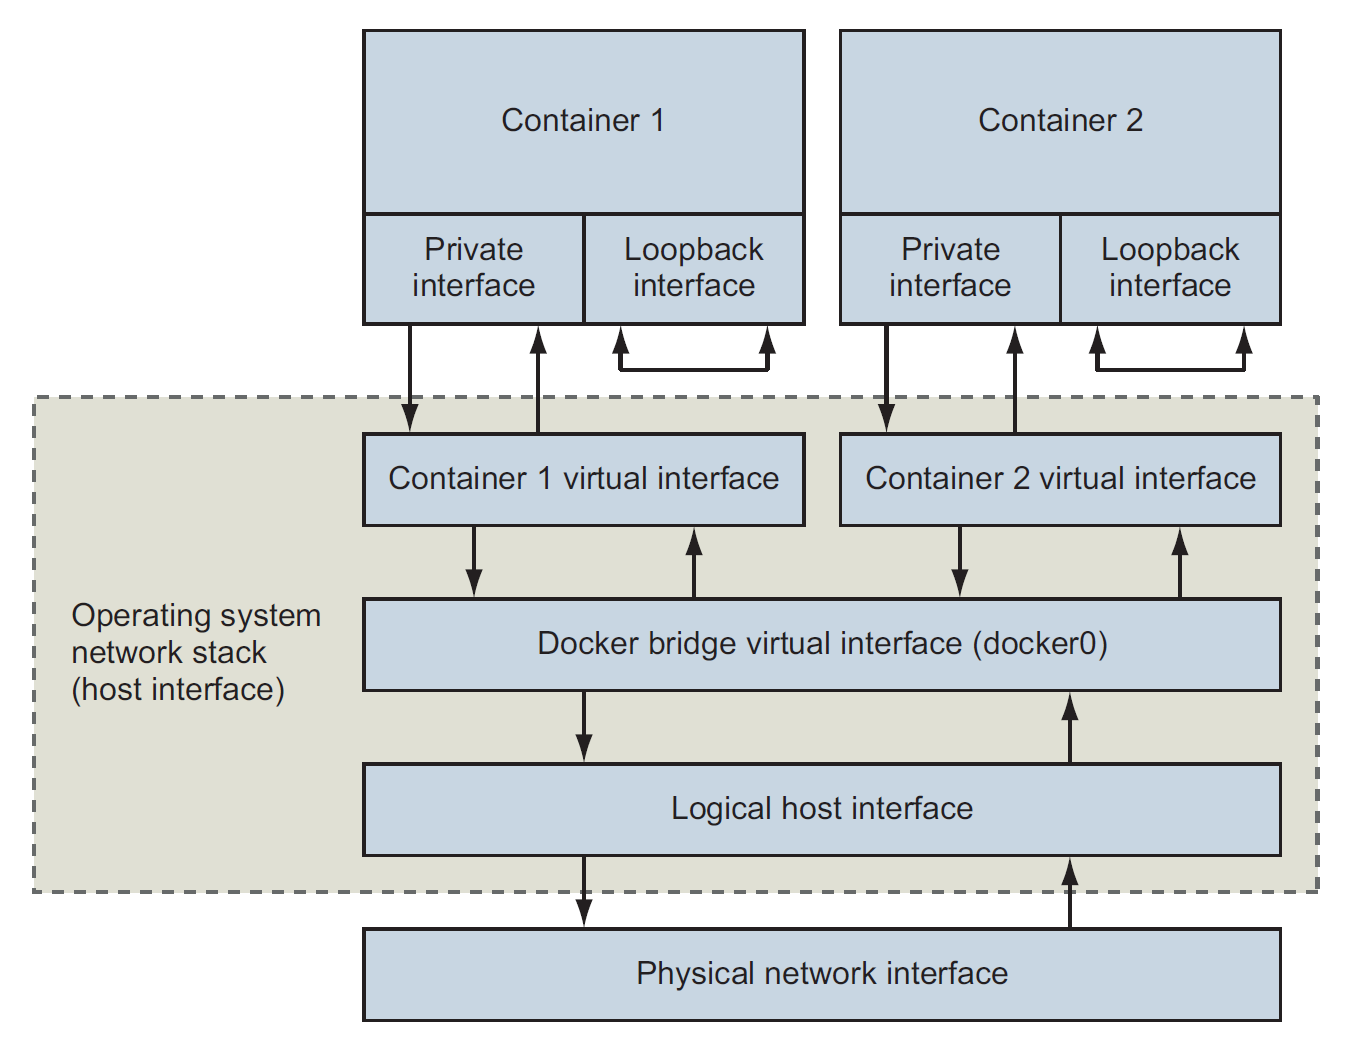 Container 1
Container 2
Private
interface
Loopback
interface
Private
interface
Loopback
interface
Container 1 virtual interface
Container 2 virtual interface
Operating system
network stack
(host interface)
Docker bridge virtual interface (docker0)
Logical host interface
Physical network interface